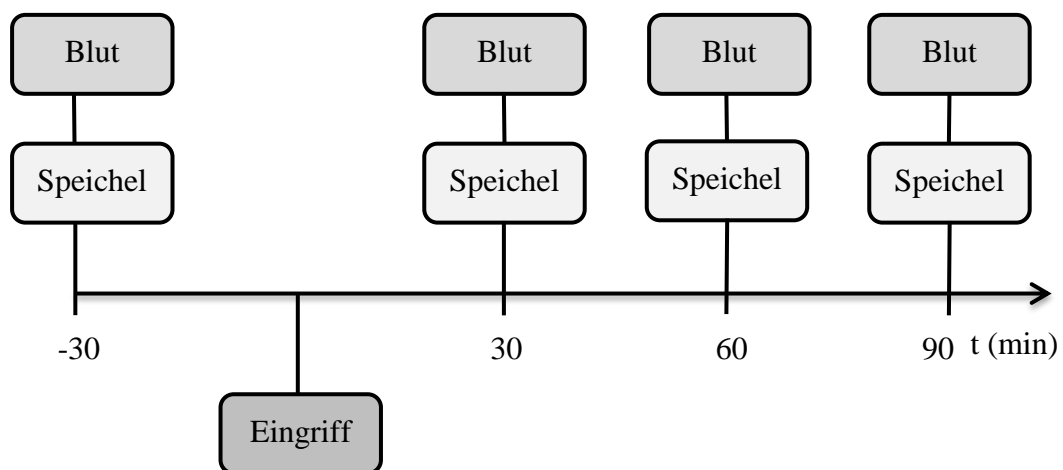 Blut
Blut
Blut
Blut
Speichel
Speichel
Speichel
Speichel
-30
30
60
90
t (min)
Eingriff